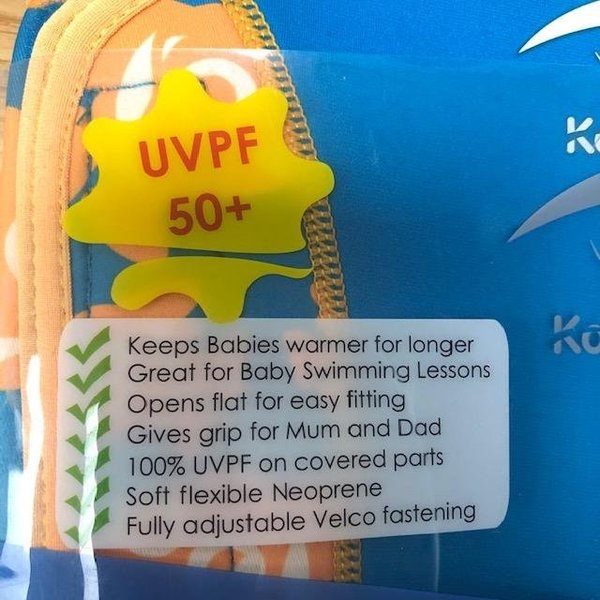 UVPF
50+
Keeps Babies warmer for longer
Great for Baby Swimming Lessons
Opens flat for easy fitting
Gives grip for Mum and Dad
100% UVPF on covered parts
Soft flexible Neoprene
Fully adjustable Velco fastening